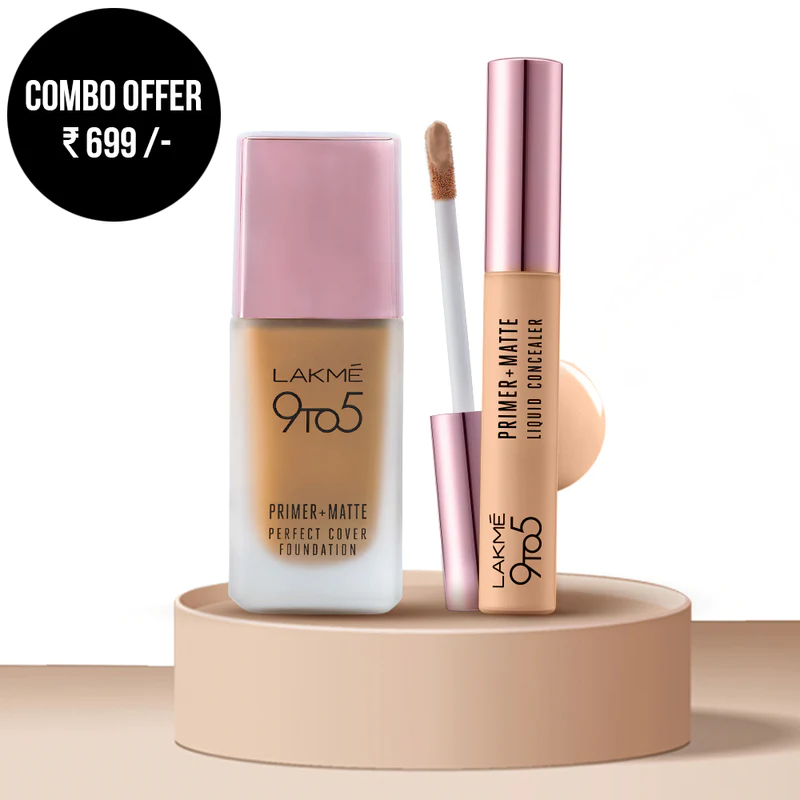 COMBO OFFER
₹ 699 /-
LAKMÉ
9TO5
PRIMER+MATTE
PERFECT COVER
FOUNDATION
PRIMER+MATTE
LIQUID CONCEALER
LAKMÉ
9TO5